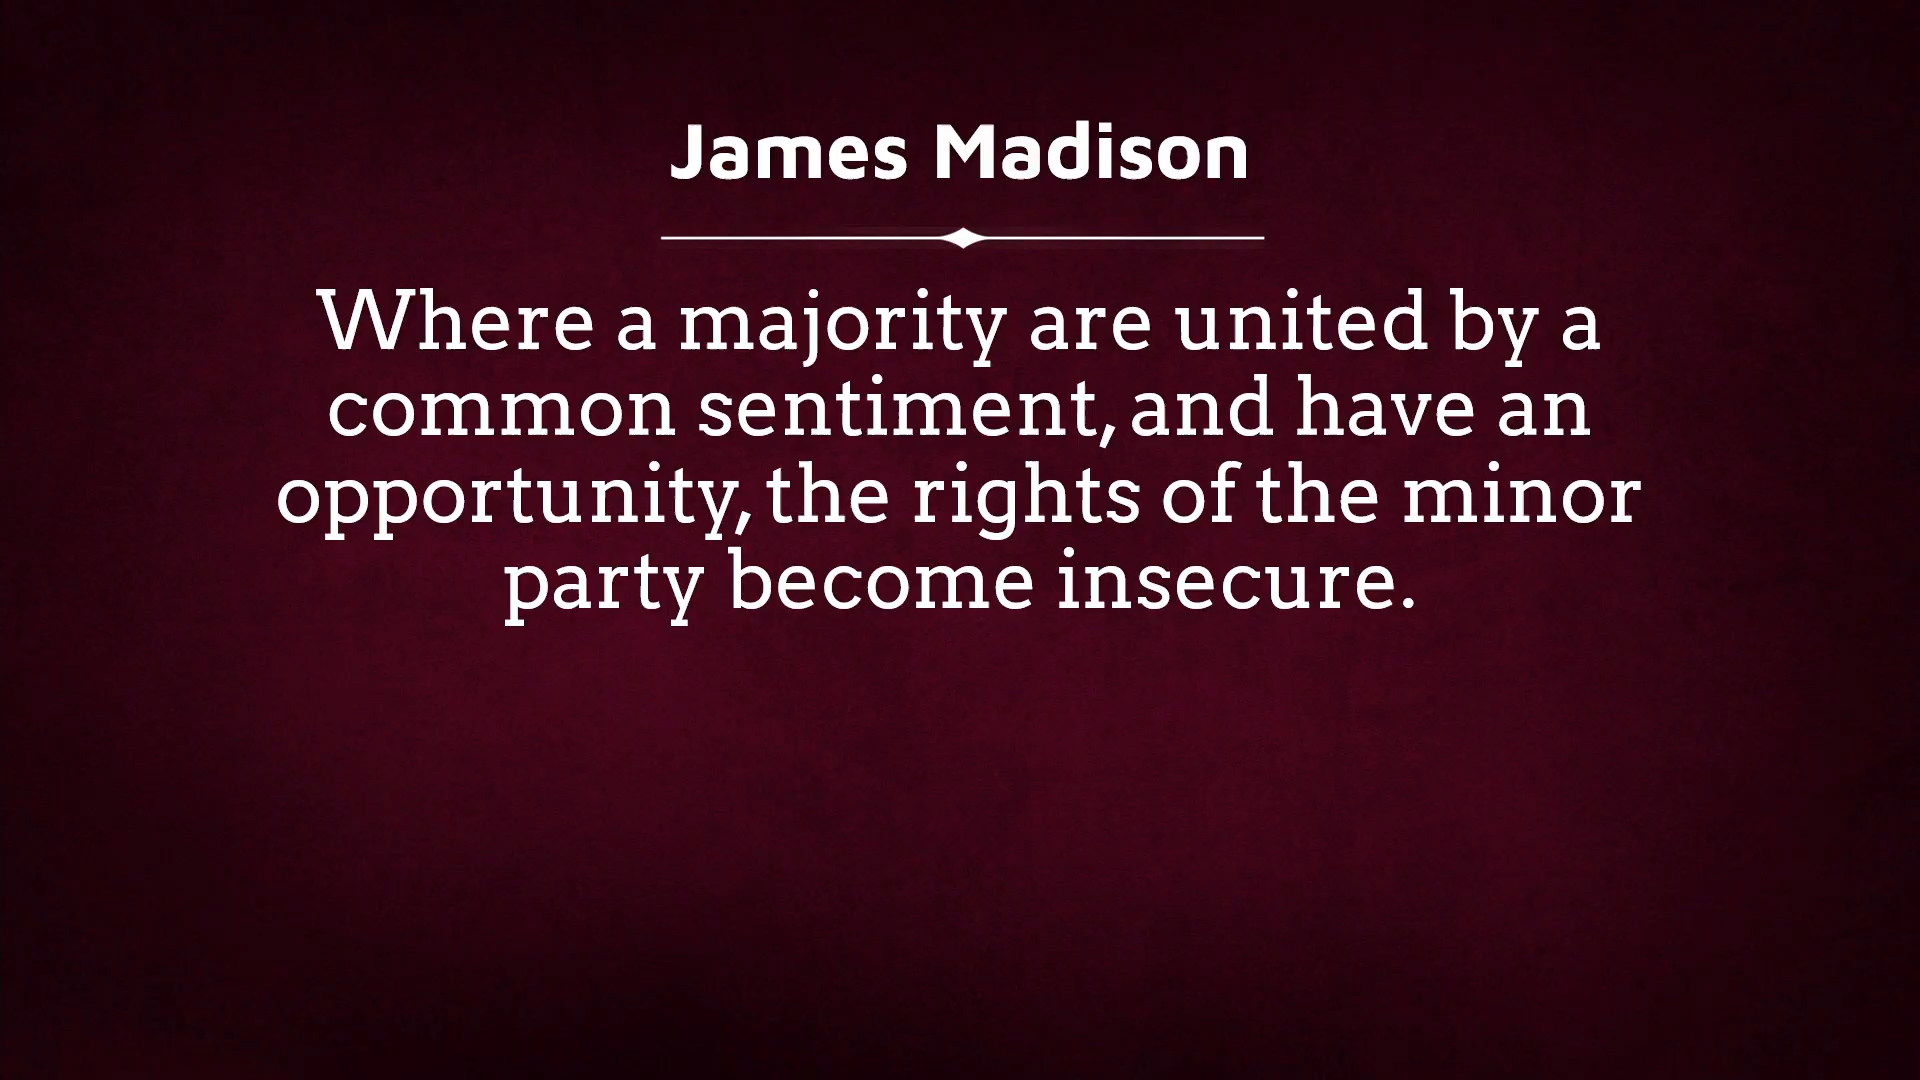 James Madison
Where a majority are united by a
common sentiment, and have an
opportunity, the rights of the minor
party become insecure.